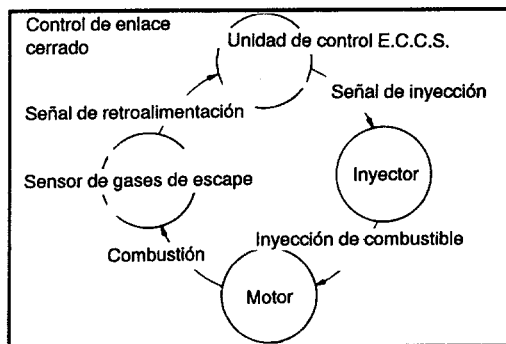 Control de enlace
cerrado
Unidad de control E.C.C.S.
Señal de inyección
Señal de retroalimentación
Inyector
Sensor de gases de escape
Inyección de combustible
Combustión
Motor